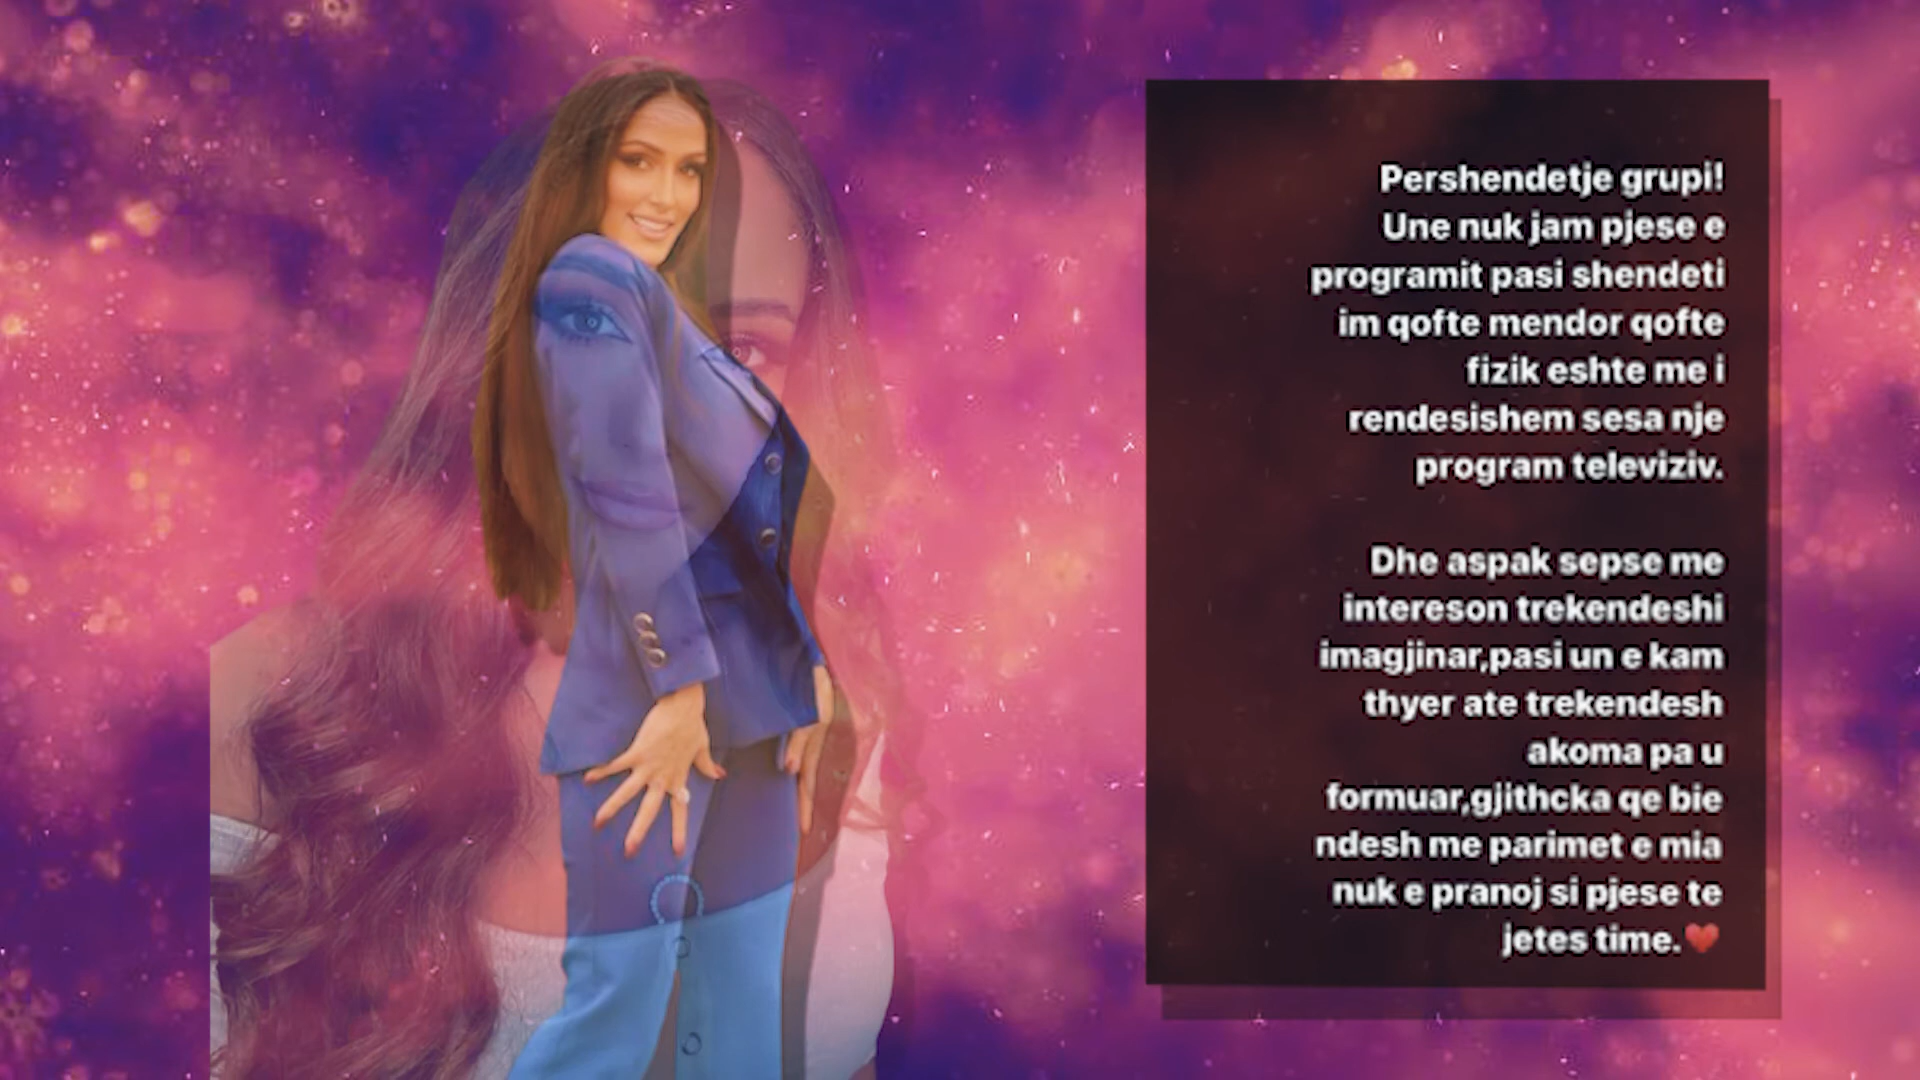 Pershendetje grupi!
Une nuk jam pjese e
programit pasi shendeti
im qofte mendor qofte
fizik eshte me i
rendesishem sesa nje
program televiziv.
Dhe aspak sepse me
intereson trekendeshi
imagjinar,pasi un e kam
thyer ate trekendesh
akoma pa u
formuar,gjithcka qe bie
ndesh me parimet e mia
nuk e pranoj si pjese te
jetes time.❤️